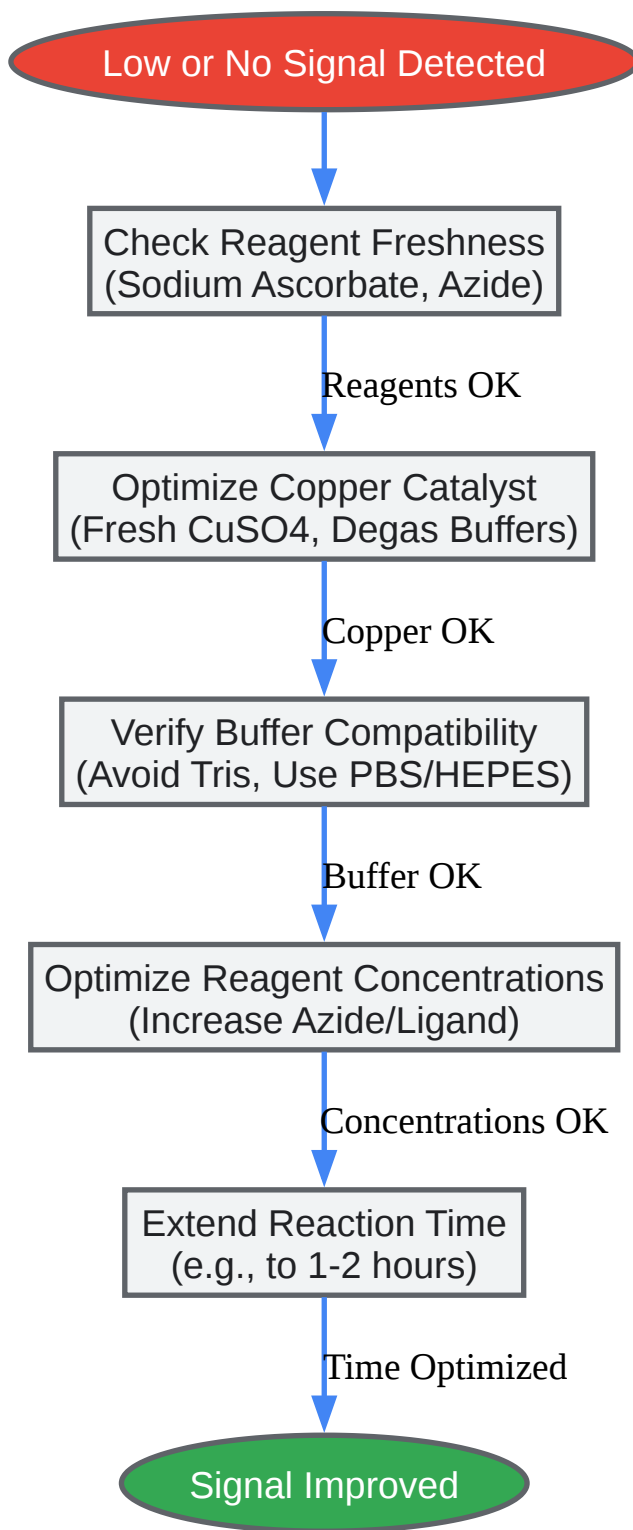 Low or No Signal Detected
Check Reagent Freshness
(Sodium Ascorbate, Azide)
Reagents OK
Optimize Copper Catalyst
(Fresh CuSO4, Degas Buffers)
Copper OK
Verify Buffer Compatibility
(Avoid Tris, Use PBS/HEPES)
Buffer OK
Optimize Reagent Concentrations
(Increase Azide/Ligand)
Concentrations OK
Extend Reaction Time
(e.g., to 1-2 hours)
Time Optimized
Signal Improved